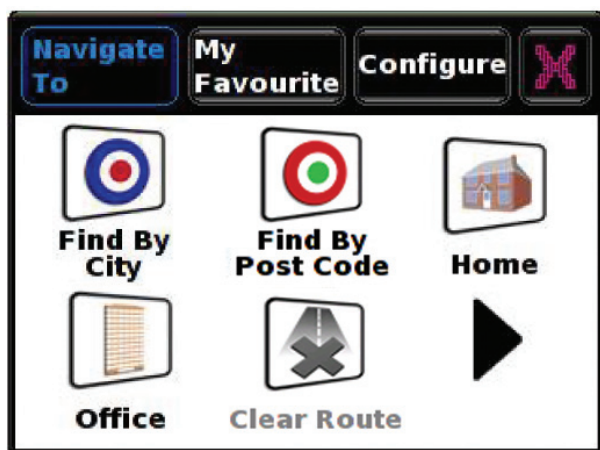 Navigate
To
My
Favourite
Configure
Find By
City
Find By
Post Code
Home
Office
Clear Route